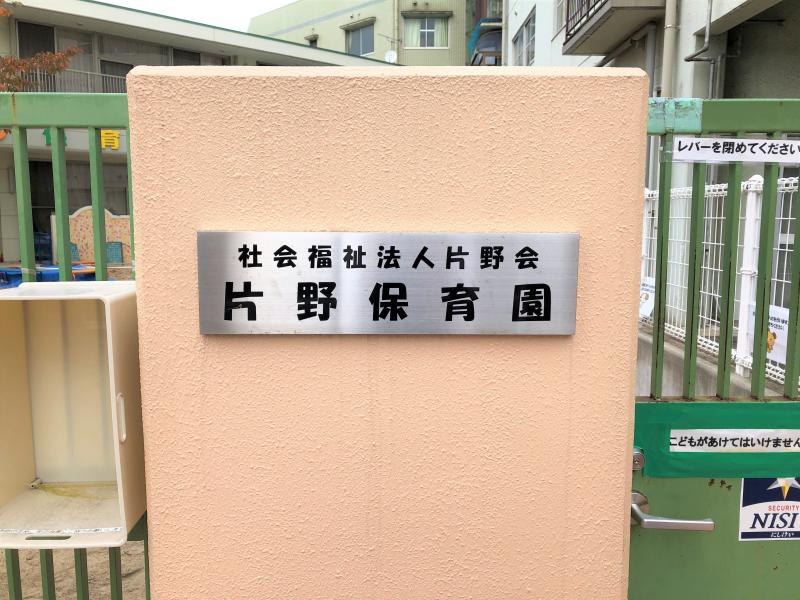 育
レバーを閉めてください
社会福祉法人片野会
片野保育園
こどもがあけてはいけません
SECURITY
NISI
にしけい